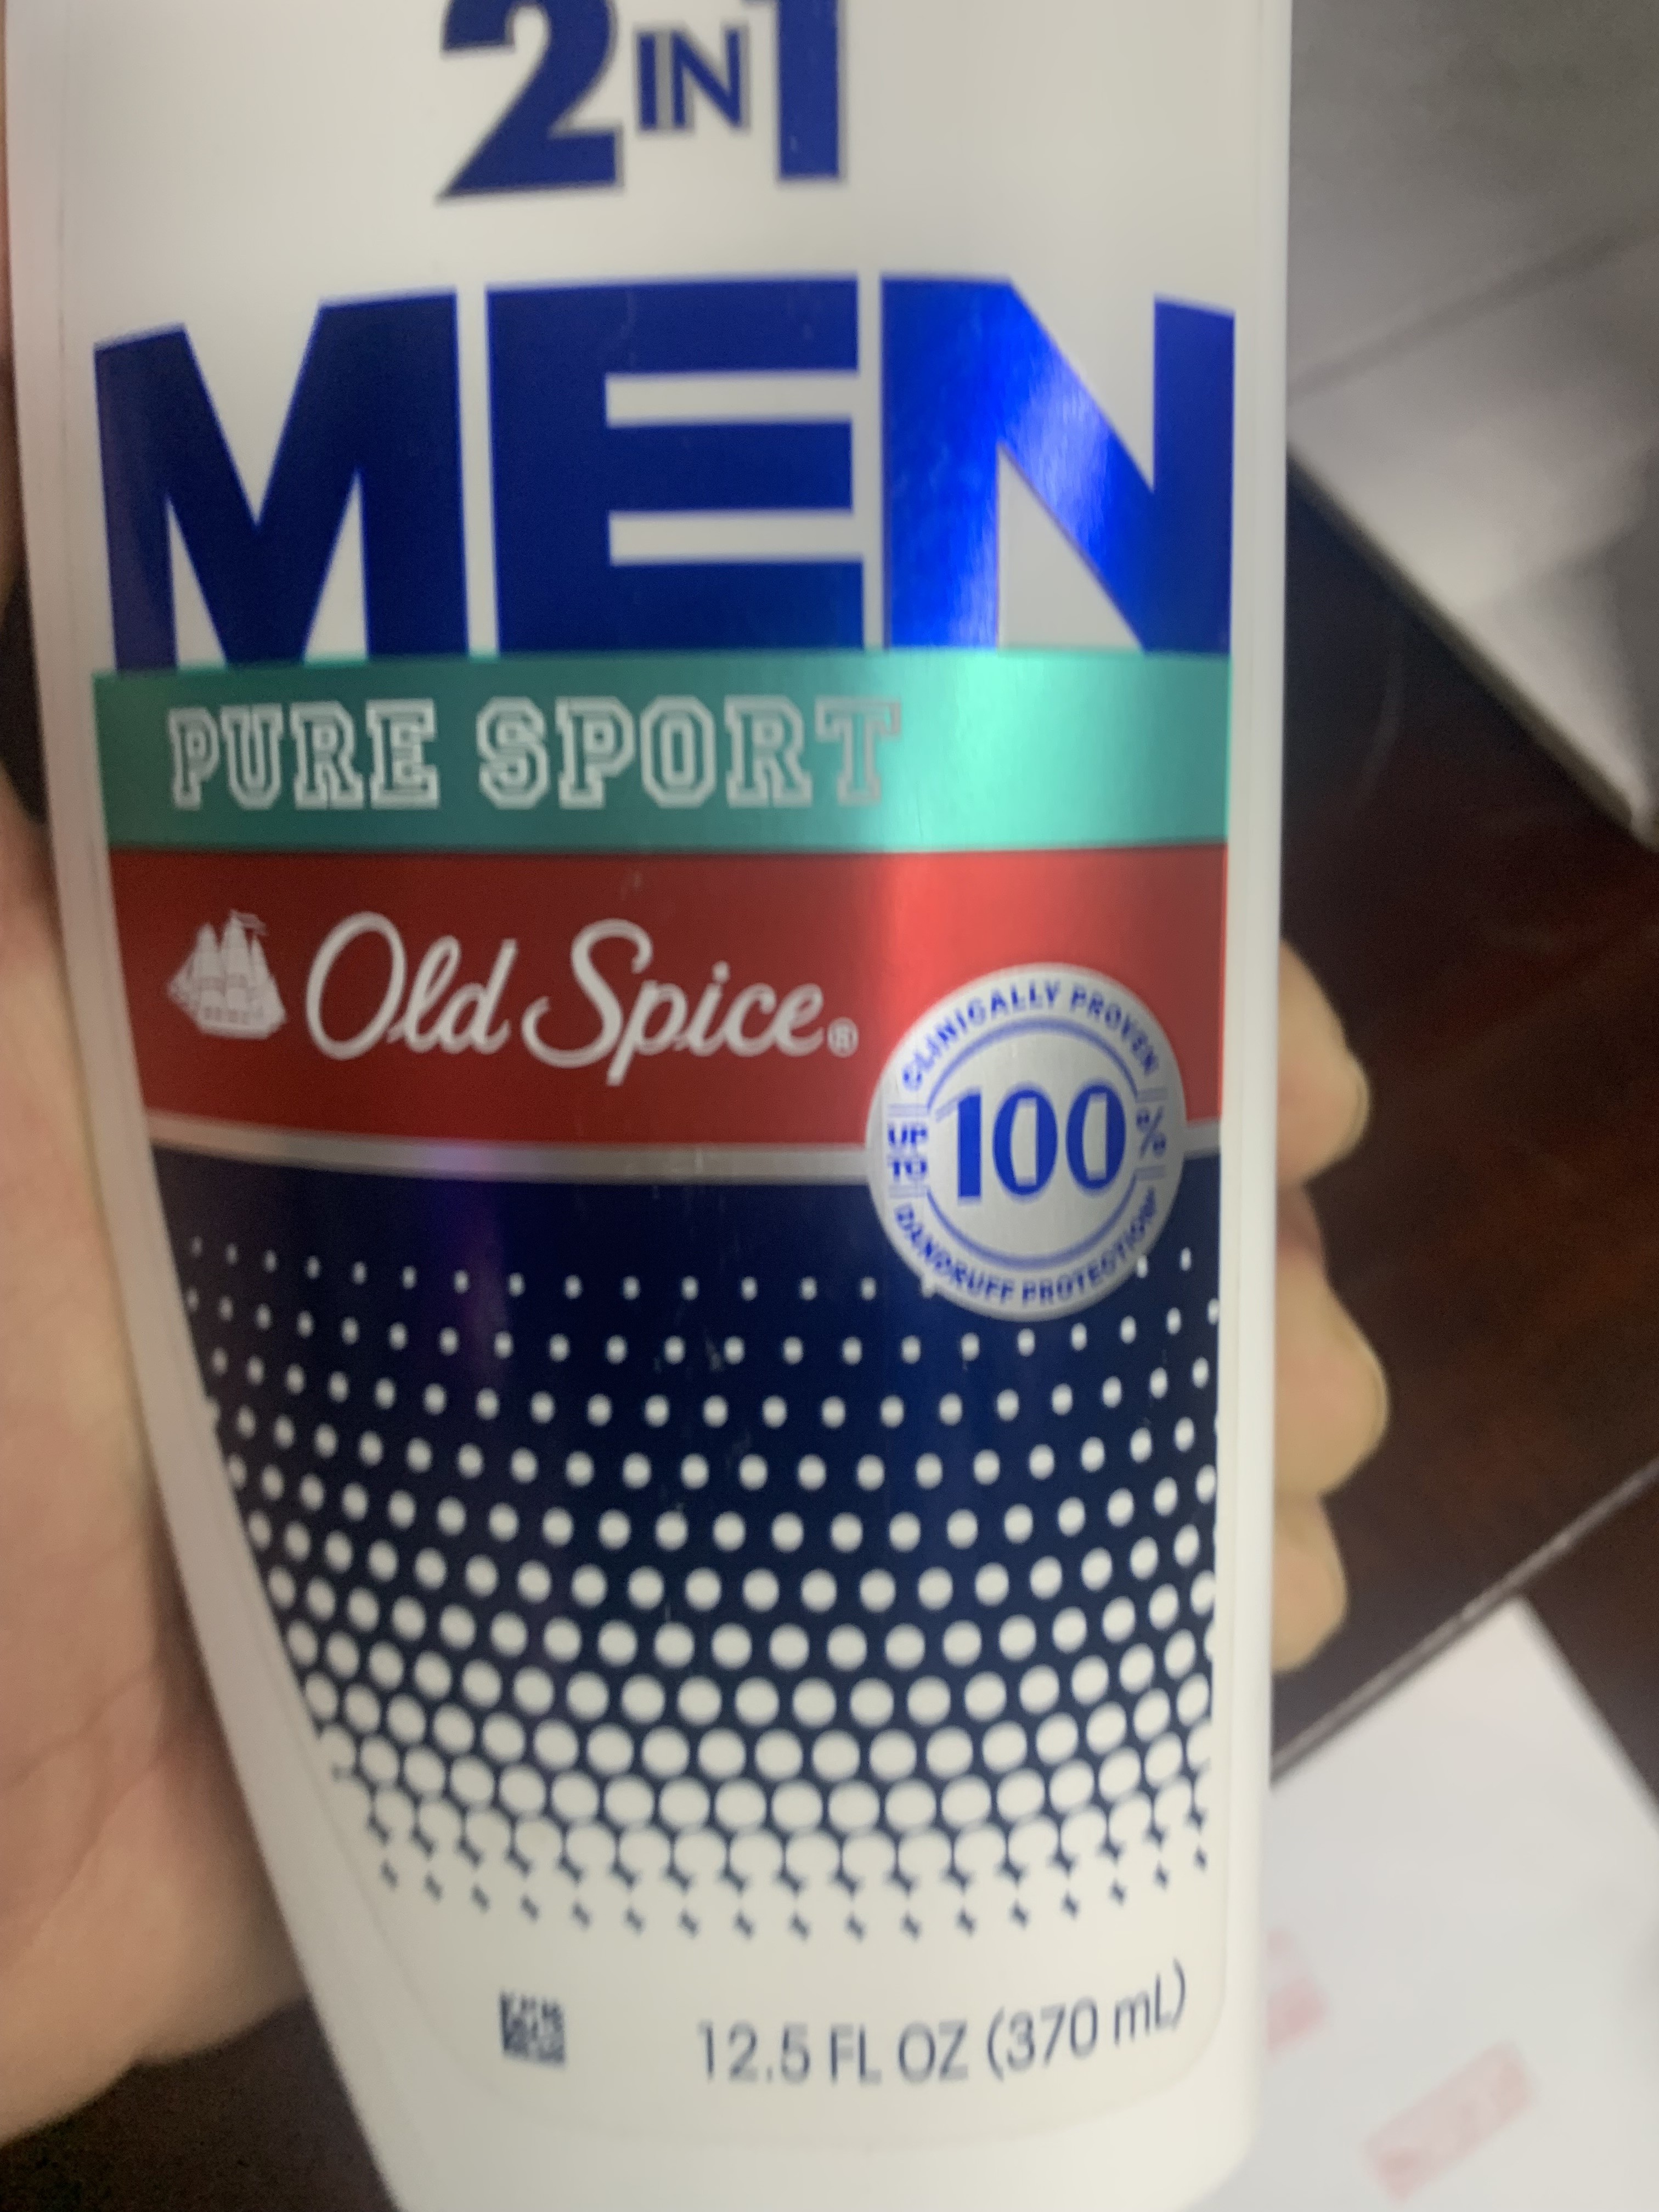 2IN1
MEN
PURE SPORT
Old Spice®
CLINICALLY PROVEN
UP TO 100%
DANDRUFF PROTECTION
12.5 FL OZ (370 mL)